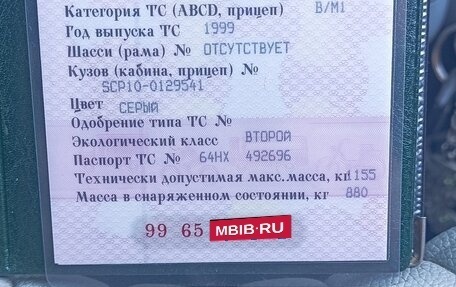 Категория ТС (ABCD, прицеп) B/M1
Год выпуска ТС 1999
Шасси (рама) № ОТСУТСТВУЕТ
Кузов (кабина, прицеп) №
SCP10-0129541
Цвет СЕРЫЙ
Одобрение типа ТС №
Экологический класс ВТОРОЙ
Паспорт ТС № 64НХ 492696
Технически допустимая макс.масса, кг 1155
Масса в снаряженном состоянии, кг 880
99 65 MBIB.RU